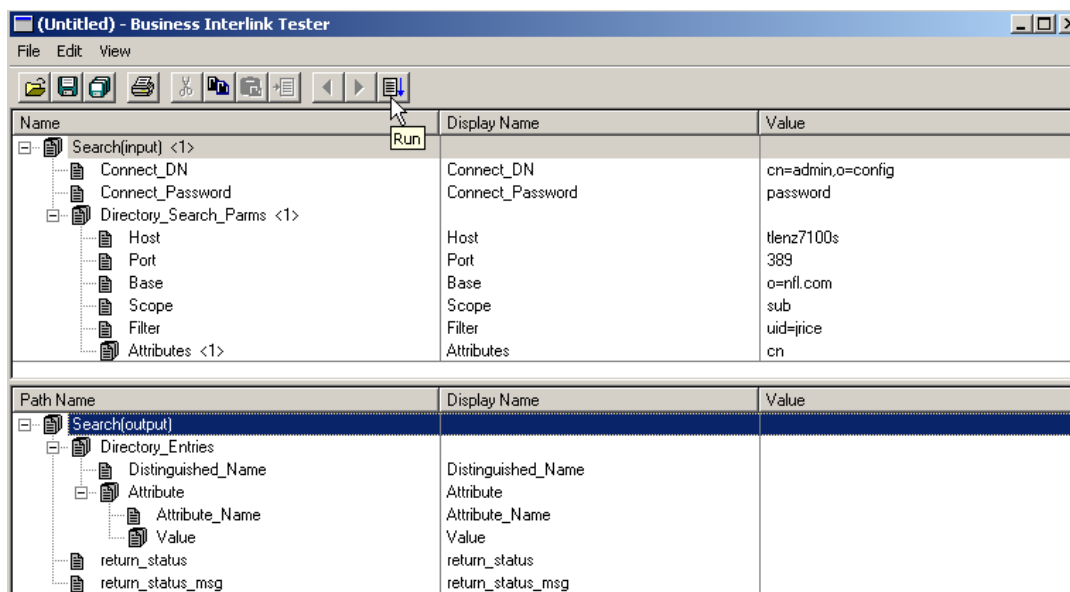 (Untitled) - Business Interlink Tester
File Edit View
Name Display Name Value
Run
Search(input) <1>
Connect_DN Connect_DN cn=admin,o=config
Connect_Password Connect_Password password
Directory_Search_Parms <1>
Host Host tlenz7100s
Port Port 389
Base Base o=nfl.com
Scope Scope sub
Filter Filter uid=jrice
Attributes <1> Attributes cn
Path Name Display Name Value
Search(output)
Directory_Entries
Distinguished_Name Distinguished_Name
Attribute Attribute
Attribute_Name Attribute_Name
Value Value
return_status return_status
return_status_msg return_status_msg